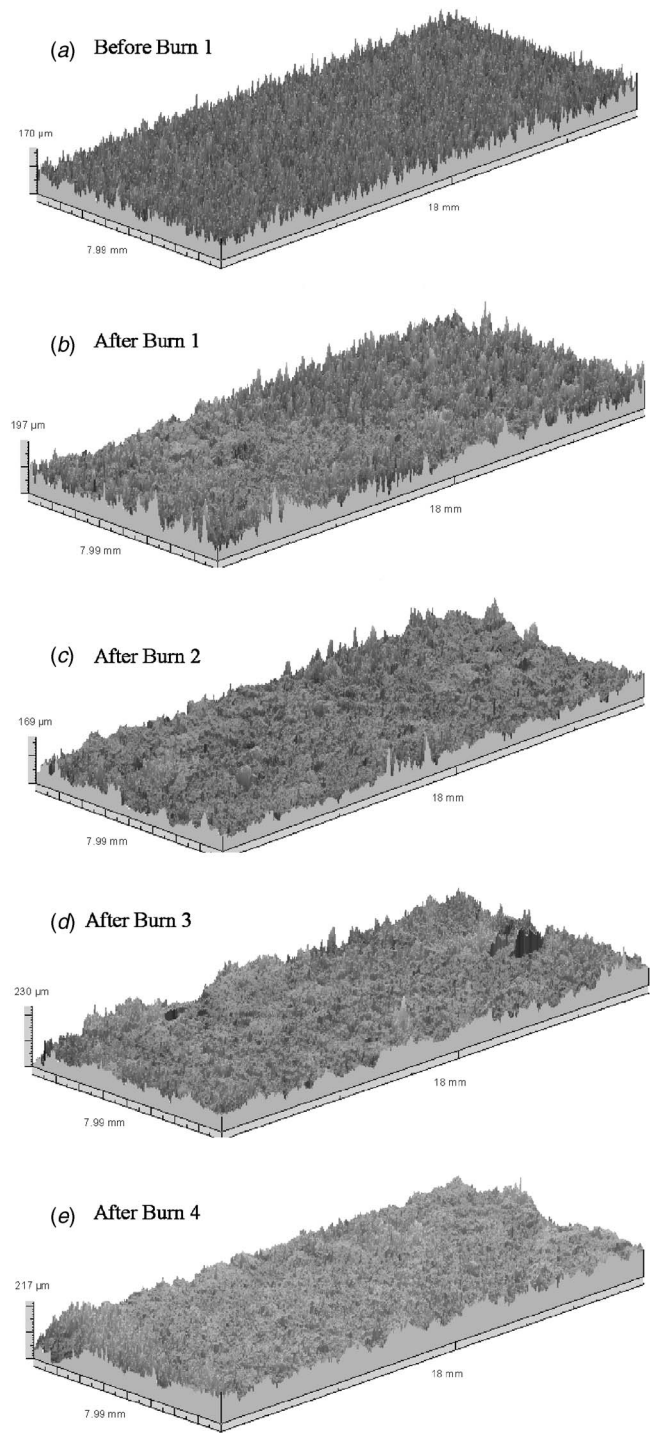 (a) Before Burn 1
170 µm
7.99 mm
18 mm
(b) After Burn 1
197 µm
7.99 mm
18 mm
(c) After Burn 2
169 µm
7.99 mm
18 mm
(d) After Burn 3
230 µm
7.99 mm
18 mm
(e) After Burn 4
217 µm
7.99 mm
18 mm